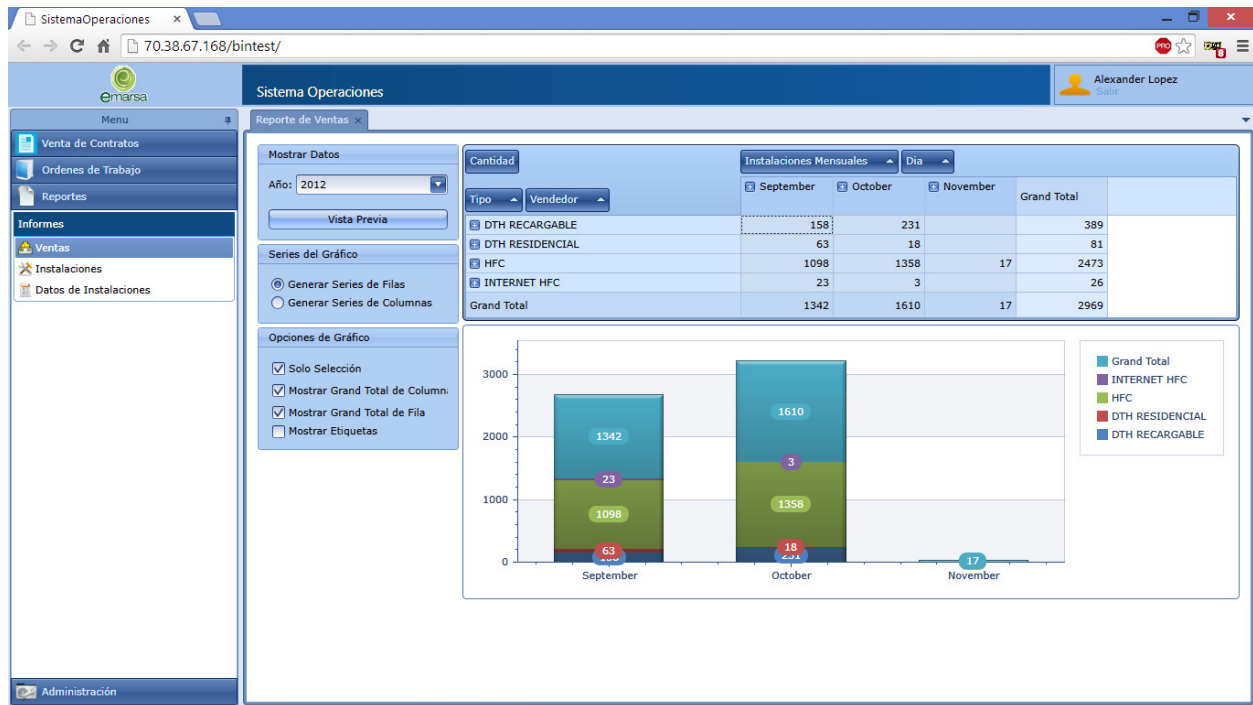 SistemaOperaciones
70.38.67.168/bintest/
PRO
emarsa
Sistema Operaciones
Alexander Lopez
Salir
Menu
Reporte de Ventas
Venta de Contratos
Ordenes de Trabajo
Reportes
Informes
Ventas
Instalaciones
Datos de Instalaciones
Administración
Mostrar Datos
Año: 2012
Vista Previa
Series del Gráfico
Generar Series de Filas
Generar Series de Columnas
Opciones de Gráfico
Solo Selección
Mostrar Grand Total de Column
Mostrar Grand Total de Fila
Mostrar Etiquetas
Cantidad
Instalaciones Mensuales Dia
Tipo Vendedor
September October November Grand Total
DTH RECARGABLE 158 231 389
DTH RESIDENCIAL 63 18 81
HFC 1098 1358 17 2473
INTERNET HFC 23 3 26
Grand Total 1342 1610 17 2969
3000
2000
1000
0
1342
23
1098
63
1610
3
1358
18
231
17
September October November
Grand Total
INTERNET HFC
HFC
DTH RESIDENCIAL
DTH RECARGABLE